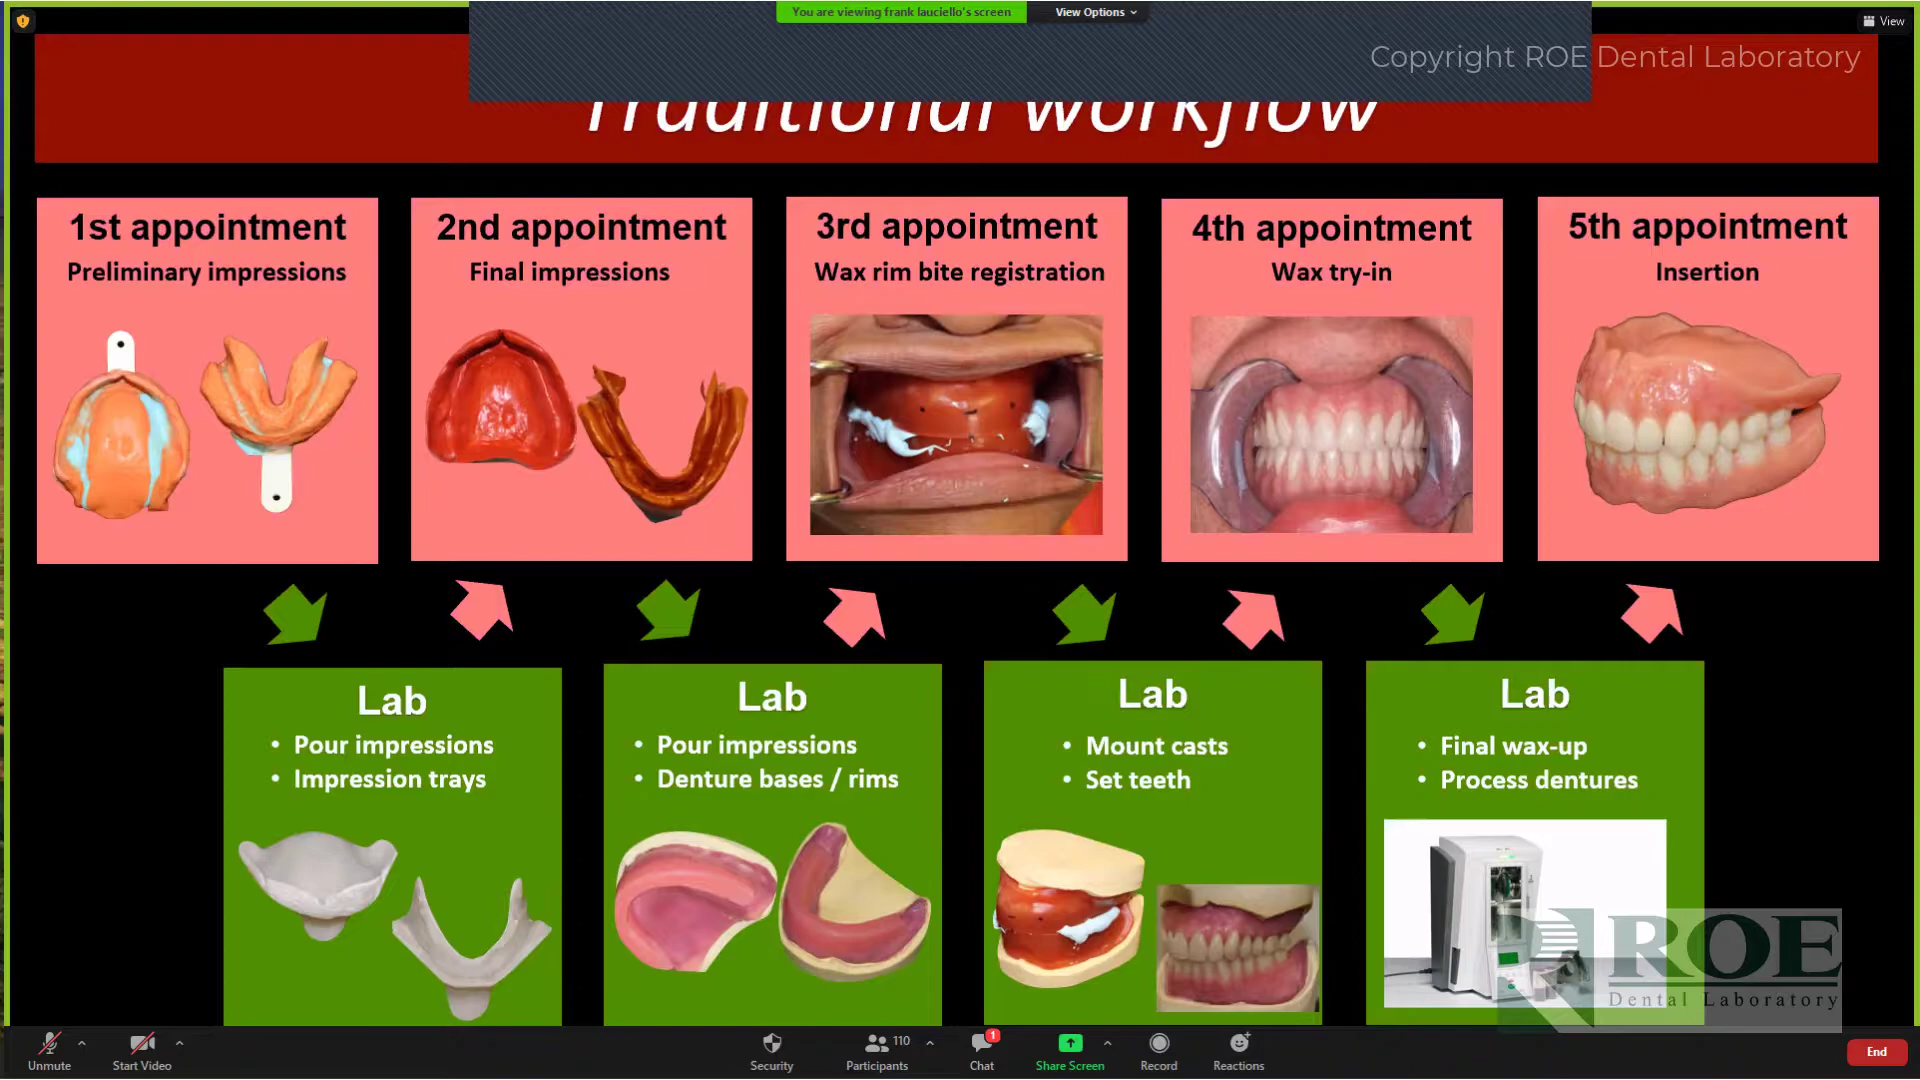 You are viewing frank lauciello's screen
View Options
View
Copyright ROE Dental Laboratory
Traditional workflow
1st appointment
Preliminary impressions
2nd appointment
Final impressions
3rd appointment
Wax rim bite registration
4th appointment
Wax try-in
5th appointment
Insertion
Lab
• Pour impressions
• Impression trays
Lab
• Pour impressions
• Denture bases / rims
Lab
• Mount casts
• Set teeth
Lab
• Final wax-up
• Process dentures
ROE
Dental Laboratory
Unmute
Start Video
Security
110
Participants
1
Chat
Share Screen
Record
Reactions
End